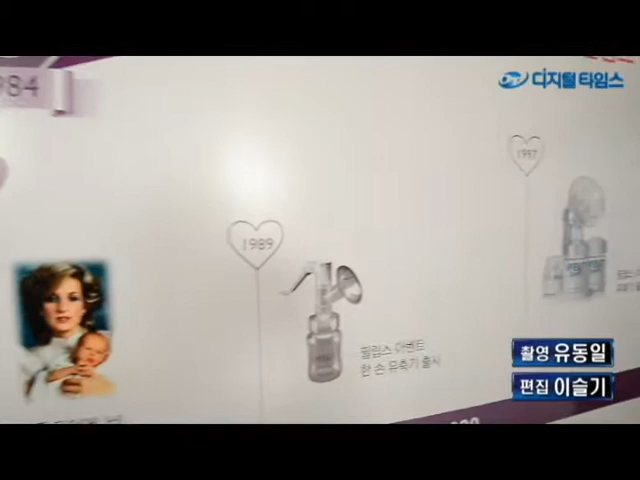 984
디지털타임스
1997
1989
필립스 아벤트
한 손 유축기 출시
촬영 유동일
편집 이슬기